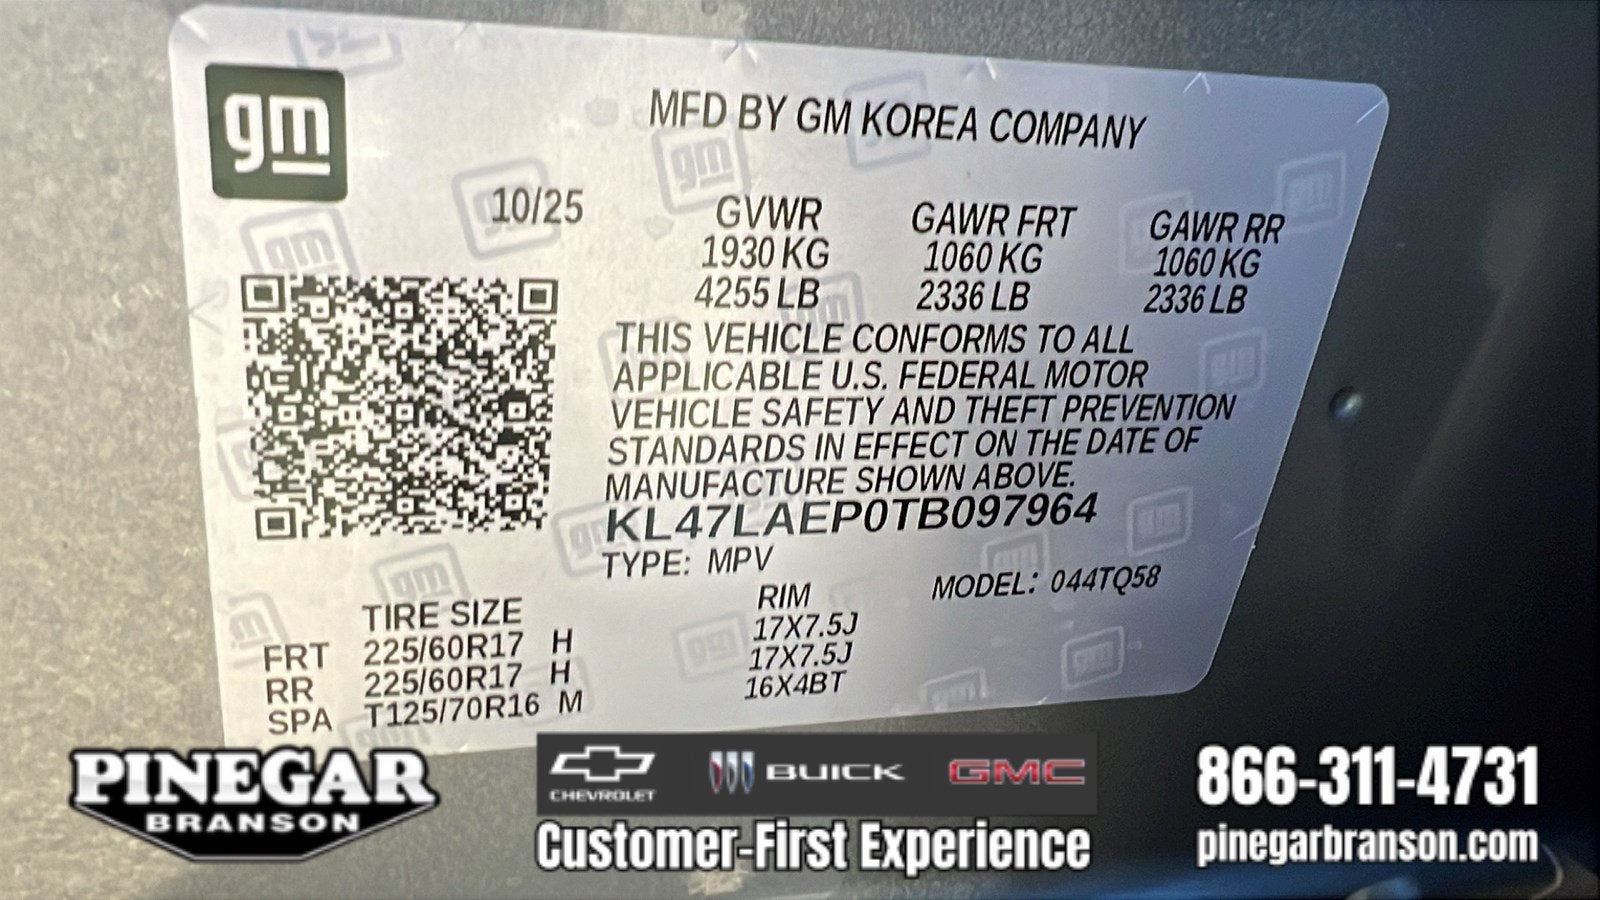 gm
MFD BY GM KOREA COMPANY
10/25
GVWR GAWR FRT GAWR RR
1930 KG 1060 KG 1060 KG
4255 LB 2336 LB 2336 LB
THIS VEHICLE CONFORMS TO ALL
APPLICABLE U.S. FEDERAL MOTOR
VEHICLE SAFETY AND THEFT PREVENTION
STANDARDS IN EFFECT ON THE DATE OF
MANUFACTURE SHOWN ABOVE.
KL47LAEP0TB097964
TYPE: MPV MODEL: 044TQ58
TIRE SIZE RIM
FRT 225/60R17 H 17X7.5J
RR 225/60R17 H 17X7.5J
SPA T125/70R16 M 16X4BT
PINEGAR
BRANSON
CHEVROLET
BUICK
GMC
Customer-First Experience
866-311-4731
pinegarbranson.com